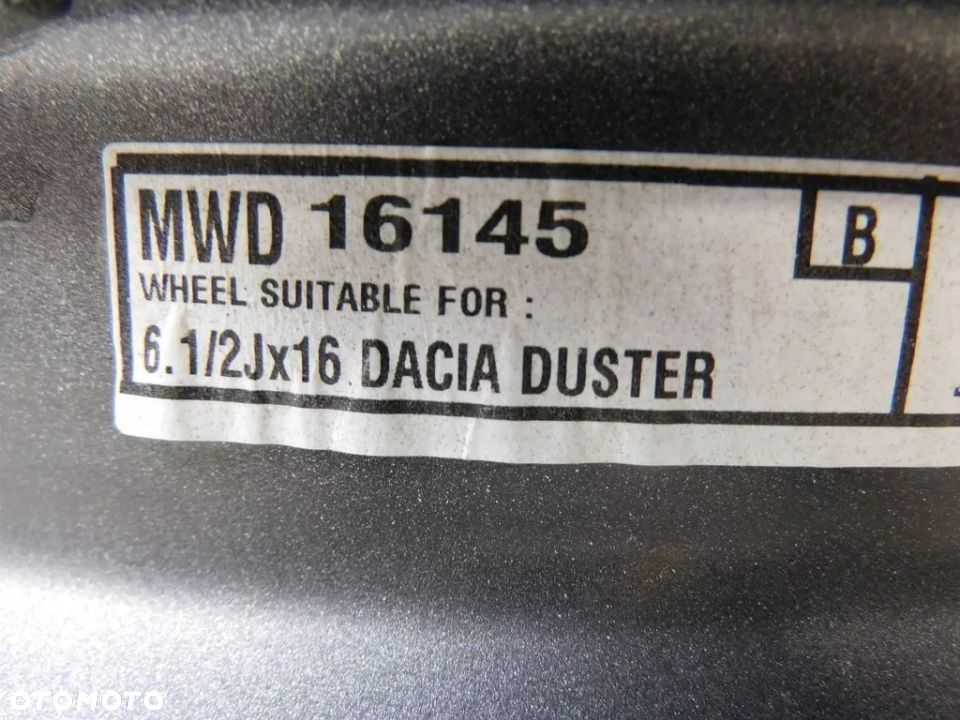 MWD 16145 B
WHEEL SUITABLE FOR :
6.1/2Jx16 DACIA DUSTER
OTOMOTO